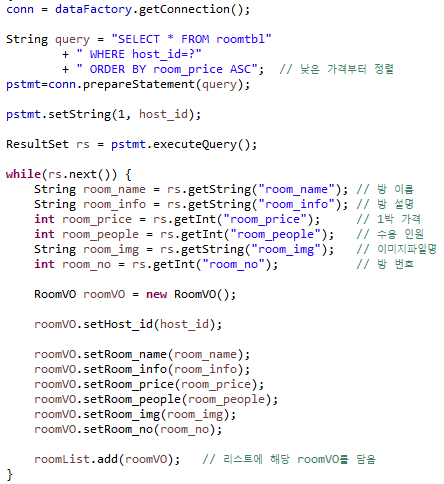 conn = dataFactory.getConnection();
String query = "SELECT * FROM roomtbl"
+ " WHERE host_id=?"
+ " ORDER BY room_price ASC";  // 낮은 가격부터 정렬
pstmt=conn.prepareStatement(query);
pstmt.setString(1, host_id);
ResultSet rs = pstmt.executeQuery();
while(rs.next()) {
String room_name = rs.getString("room_name"); // 방 이름
String room_info = rs.getString("room_info"); // 방 설명
int room_price = rs.getInt("room_price");     // 1박 가격
int room_people = rs.getInt("room_people");   // 수용 인원
String room_img = rs.getString("room_img");   // 이미지파일명
int room_no = rs.getInt("room_no");           // 방 번호
RoomVO roomVO = new RoomVO();
roomVO.setHost_id(host_id);
roomVO.setRoom_name(room_name);
roomVO.setRoom_info(room_info);
roomVO.setRoom_price(room_price);
roomVO.setRoom_people(room_people);
roomVO.setRoom_img(room_img);
roomVO.setRoom_no(room_no);
roomList.add(roomVO);   // 리스트에 해당 roomVO를 담음
}